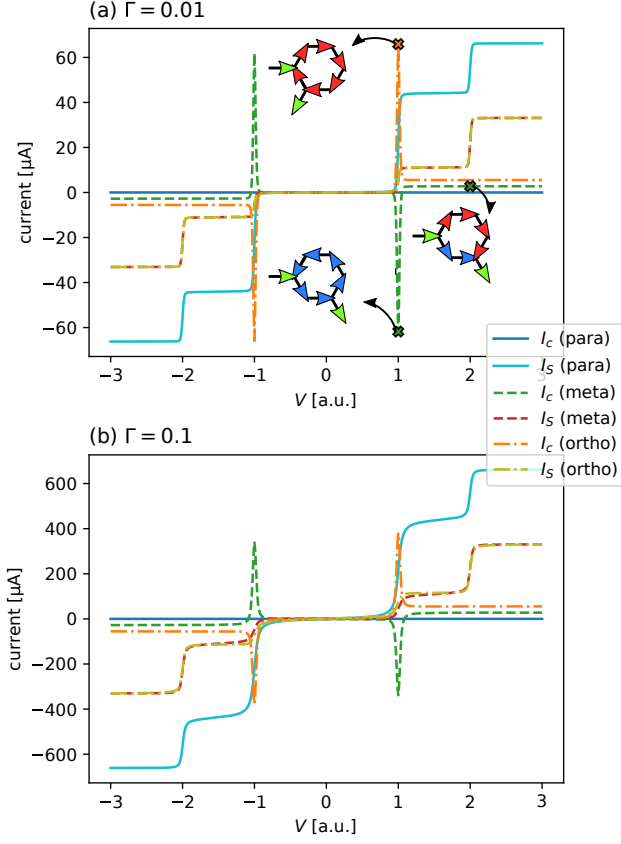 (a) Γ = 0.01
60
40
20
0
−20
−40
−60
current [μA]
−3 −2 −1 0 1 2 3
V [a.u.]
I_c (para)
I_S (para)
I_c (meta)
I_S (meta)
I_c (ortho)
I_S (ortho)
(b) Γ = 0.1
600
400
200
0
−200
−400
−600
current [μA]
−3 −2 −1 0 1 2 3
V [a.u.]